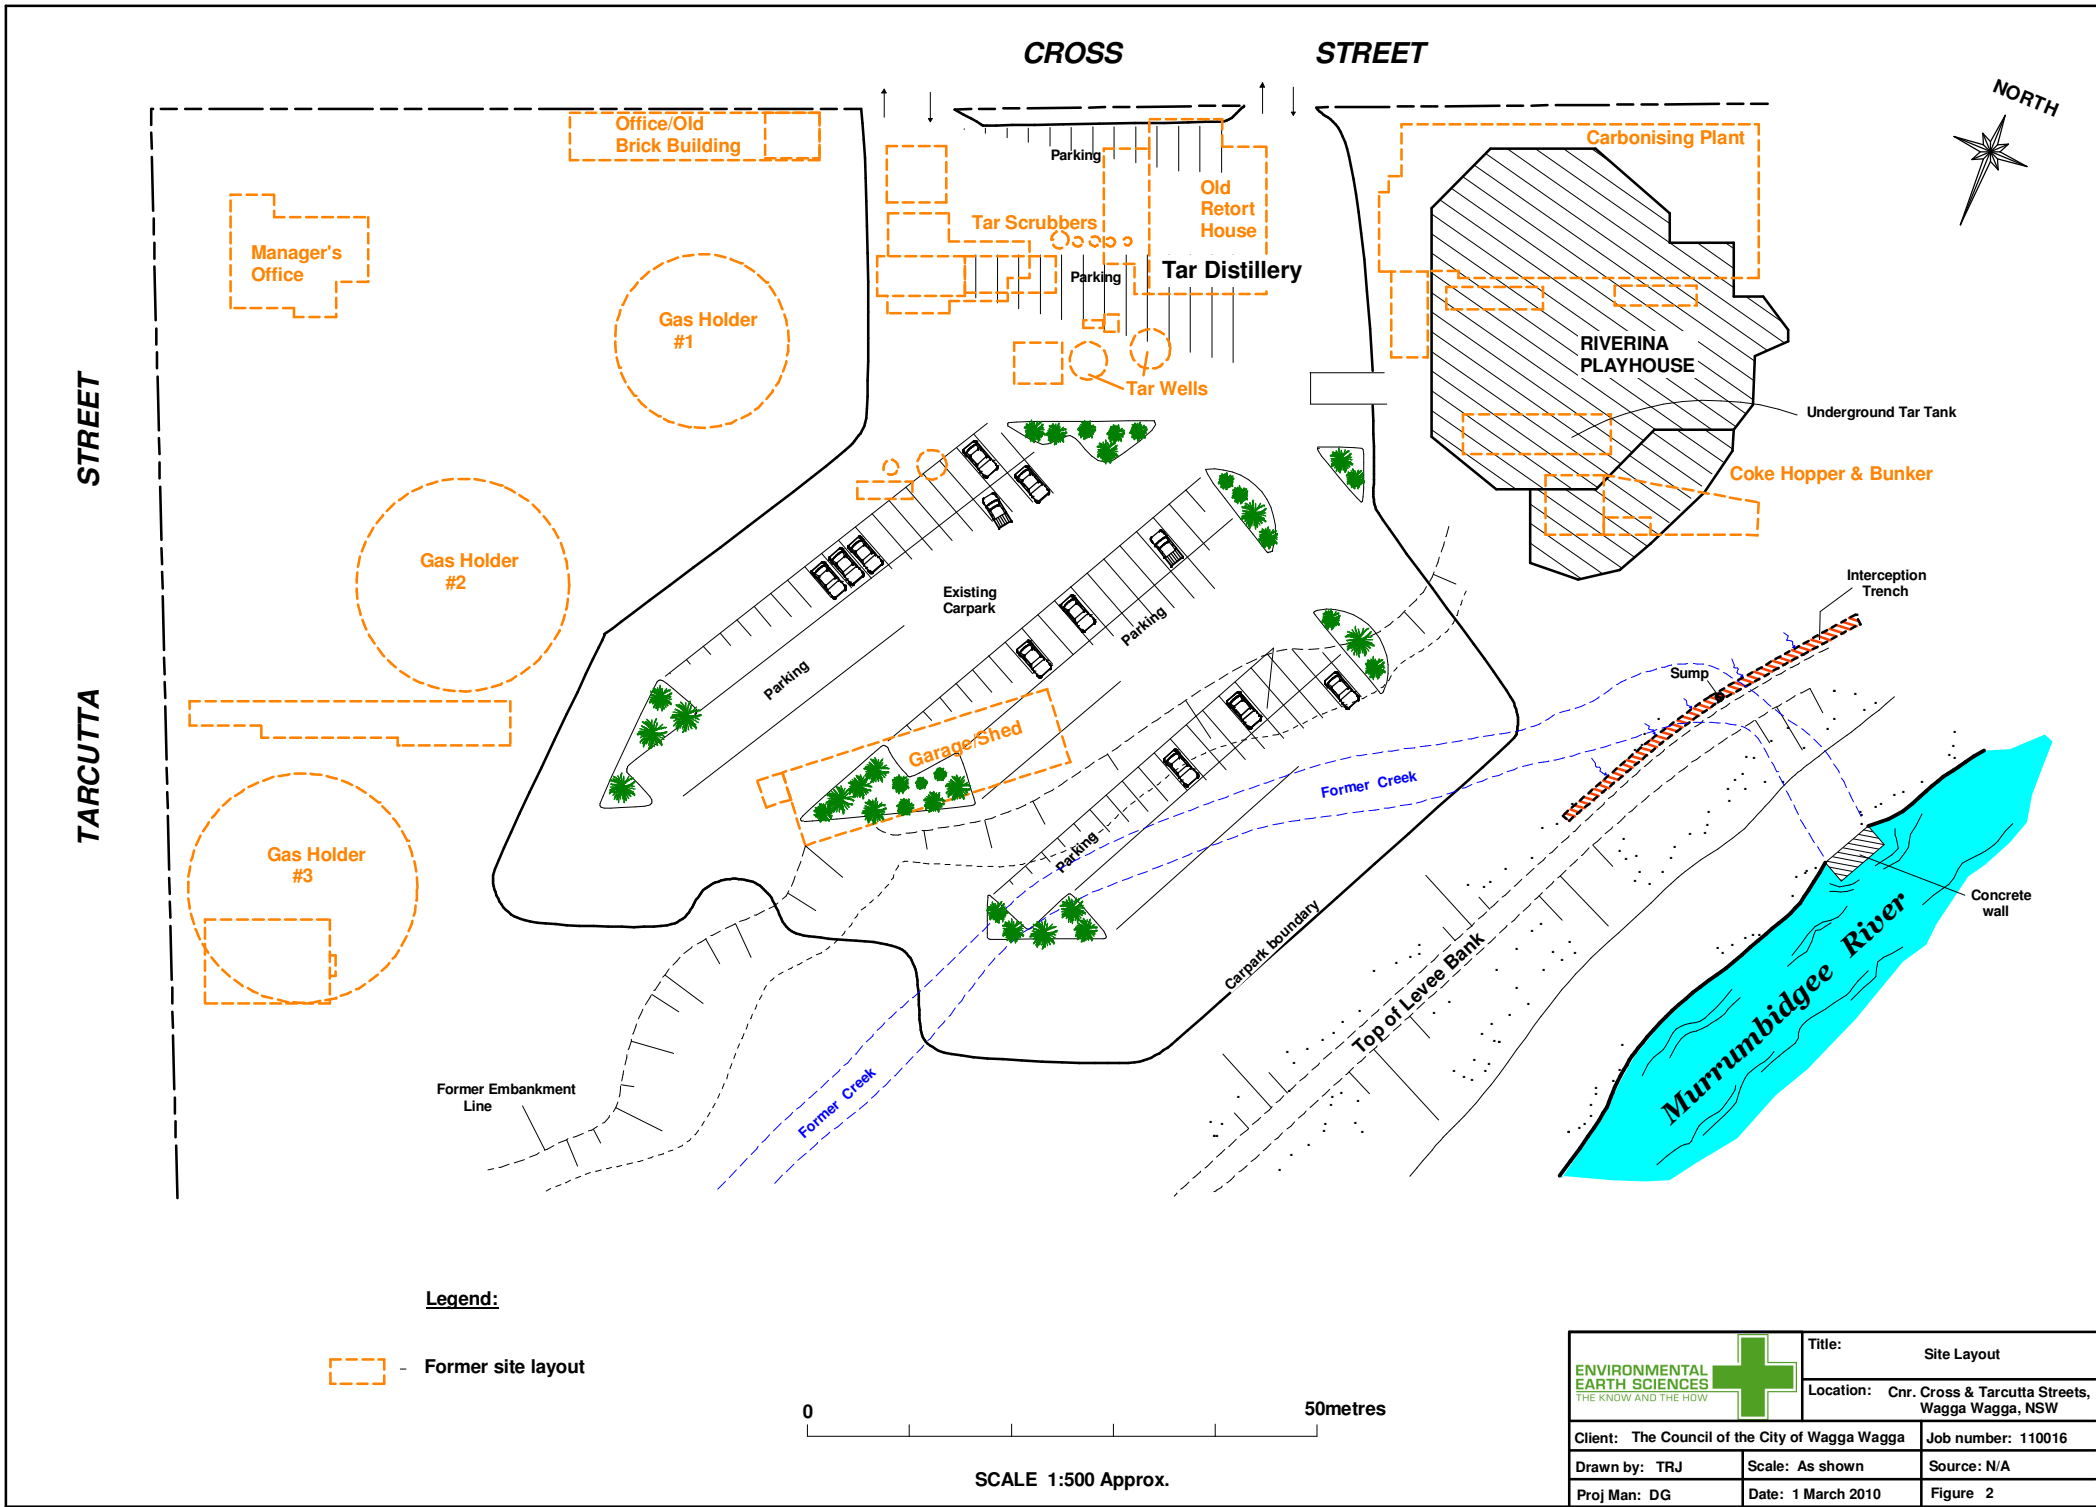 CROSS STREET
NORTH
Office/Old
Brick Building
Parking
Carbonising Plant
Old
Retort
House
Tar Scrubbers
Manager's
Office
Parking
Tar Distillery
Gas Holder
#1
RIVERINA
PLAYHOUSE
Tar Wells
Underground Tar Tank
STREET
TARCUTTA
Coke Hopper & Bunker
Gas Holder
#2
Existing
Carpark
Interception
Trench
Parking
Parking
Sump
Garage/Shed
Former Creek
Gas Holder
#3
Parking
Concrete
wall
Carpark boundary
Top of Levee Bank
Murrumbidgee River
Former Embankment
Line
Former Creek
Legend:
- Former site layout
0 50metres
SCALE 1:500 Approx.
ENVIRONMENTAL
EARTH SCIENCES
THE KNOW AND THE HOW
Title: Site Layout
Location: Cnr. Cross & Tarcutta Streets,
Wagga Wagga, NSW
Client: The Council of the City of Wagga Wagga
Job number: 110016
Drawn by: TRJ
Scale: As shown
Source: N/A
Proj Man: DG
Date: 1 March 2010
Figure 2